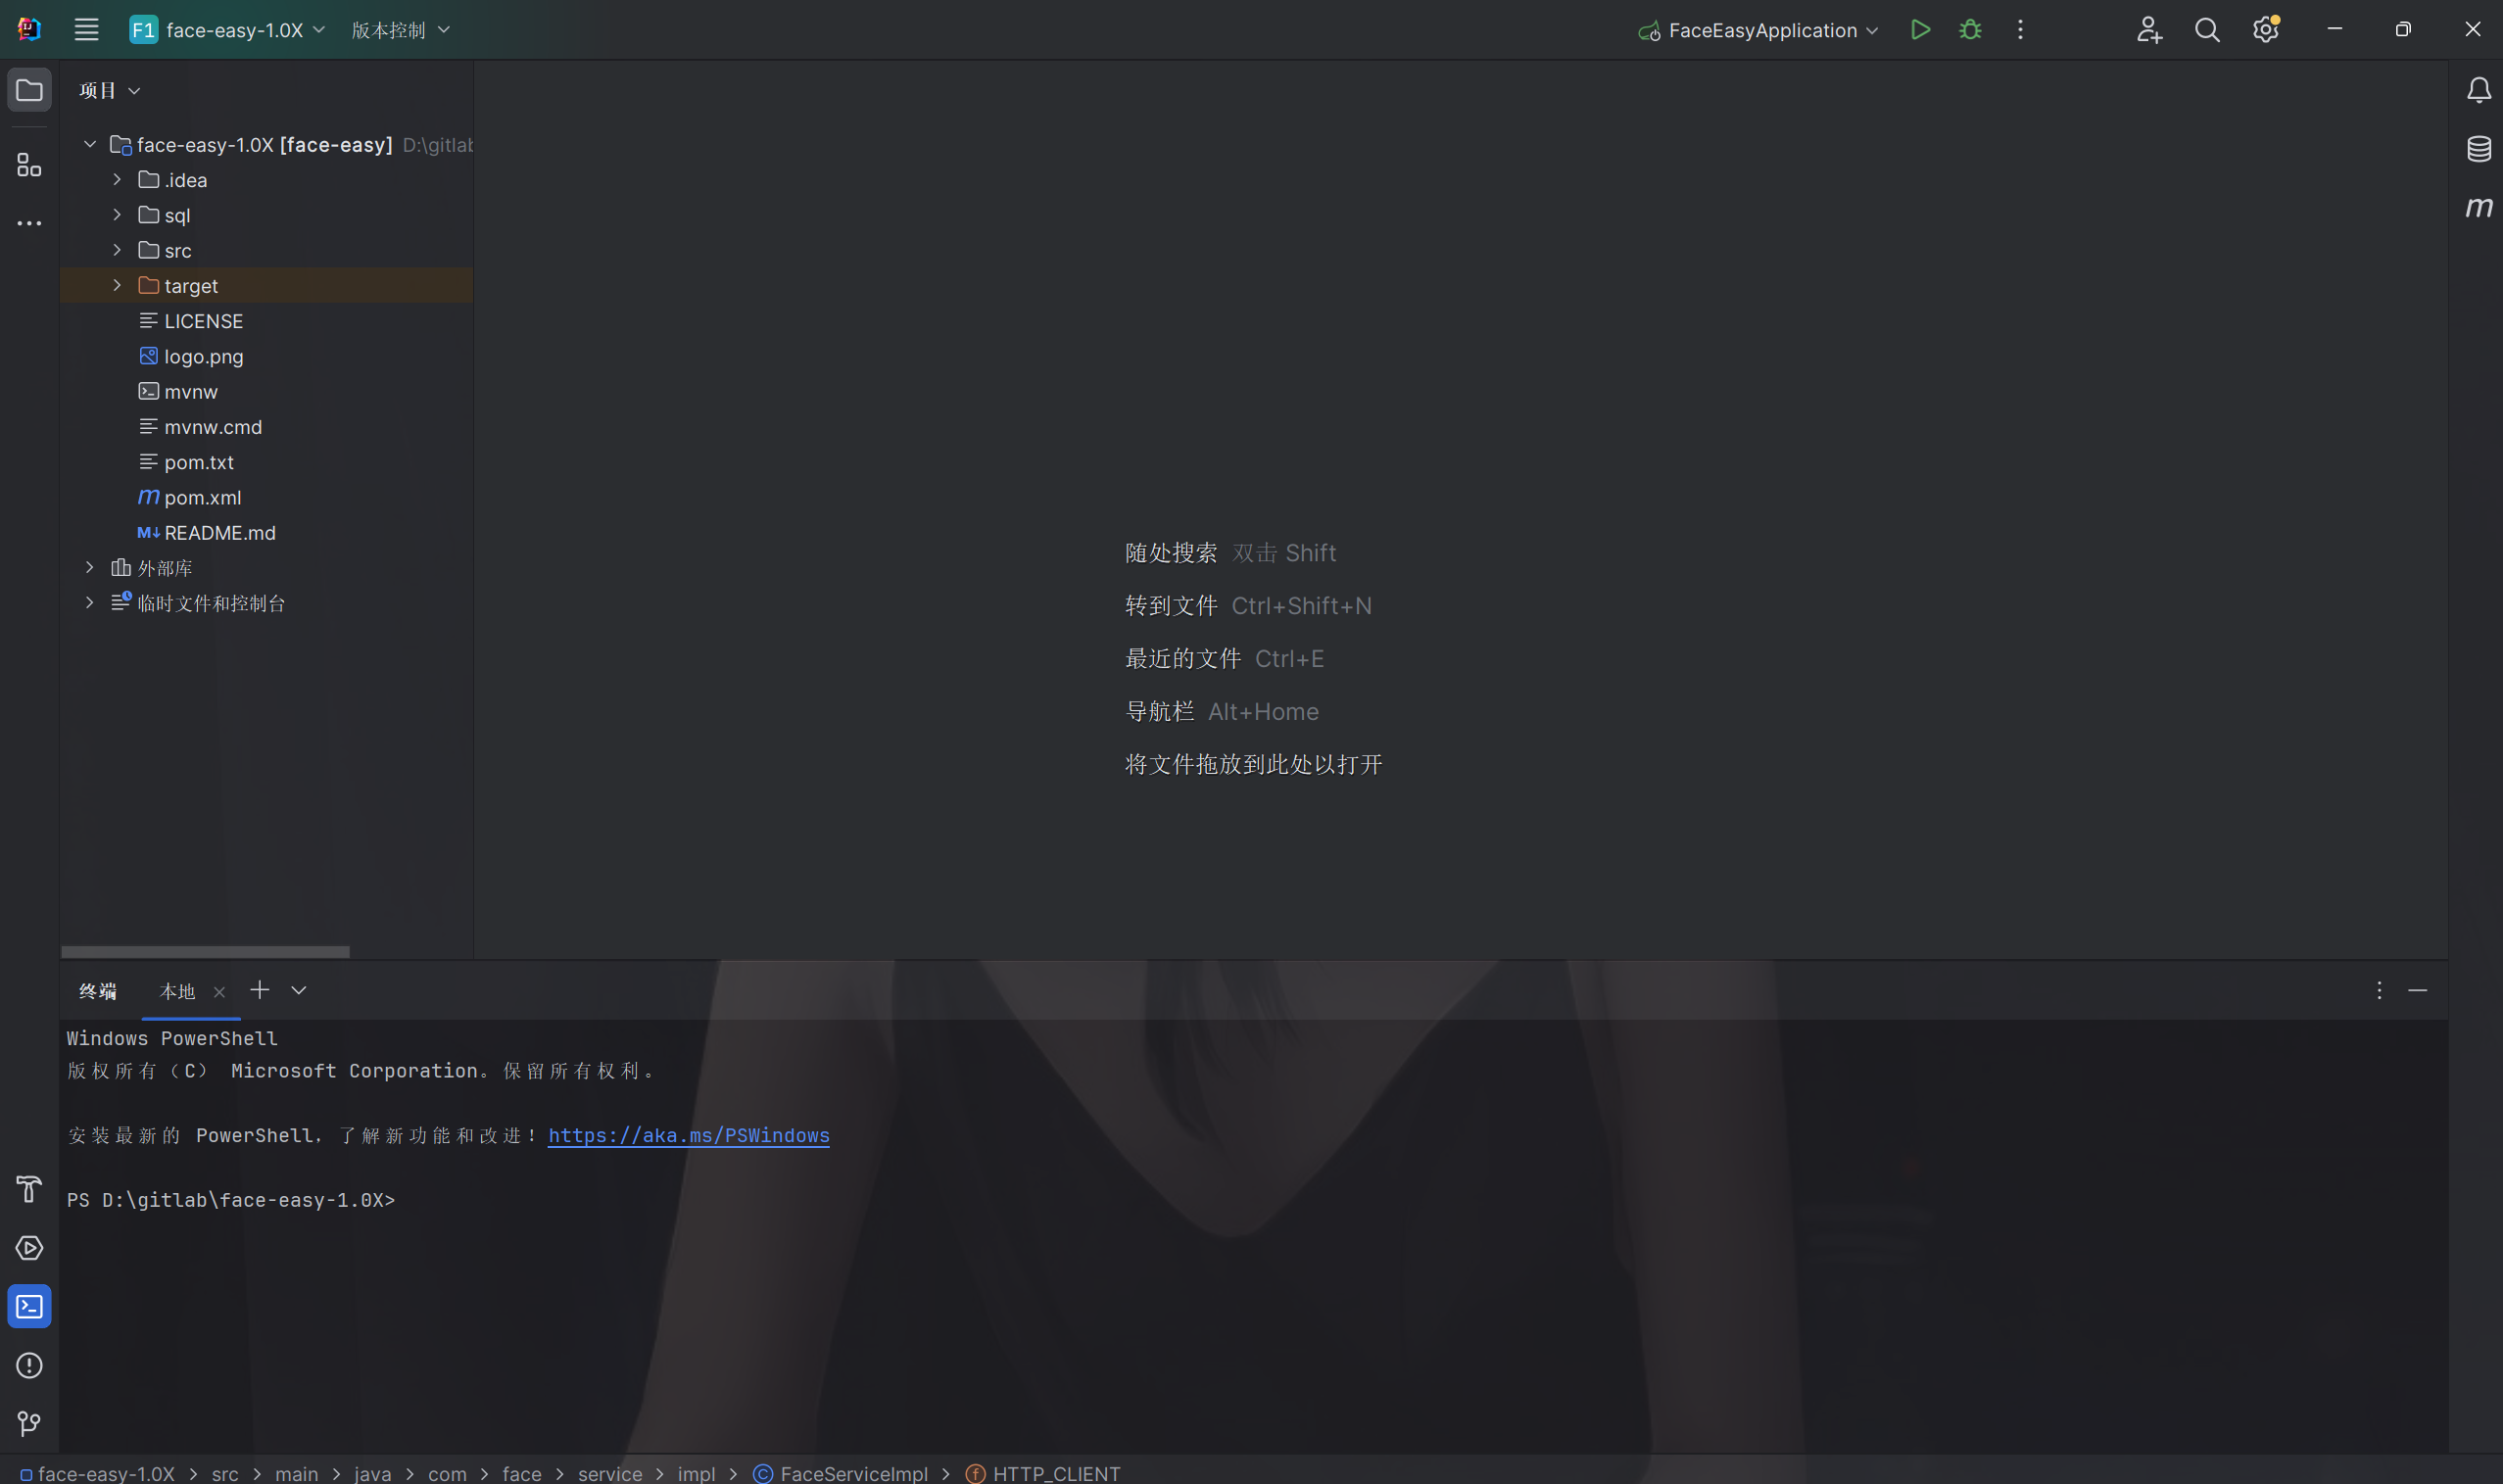 F1 face-easy-1.0X 版本控制 FaceEasyApplication
项目
face-easy-1.0X [face-easy] D:\gitlab
.idea
sql
src
target
LICENSE
logo.png
mvnw
mvnw.cmd
pom.txt
m pom.xml
M↓ README.md
外部库
临时文件和控制台
随处搜索 双击 Shift
转到文件 Ctrl+Shift+N
最近的文件 Ctrl+E
导航栏 Alt+Home
将文件拖放到此处以打开
终端 本地
Windows PowerShell
版权所有（C） Microsoft Corporation。保留所有权利。
安装最新的 PowerShell，了解新功能和改进！https://aka.ms/PSWindows
PS D:\gitlab\face-easy-1.0X>
face-easy-1.0X > src > main > java > com > face > service > impl > FaceServiceImpl > HTTP_CLIENT